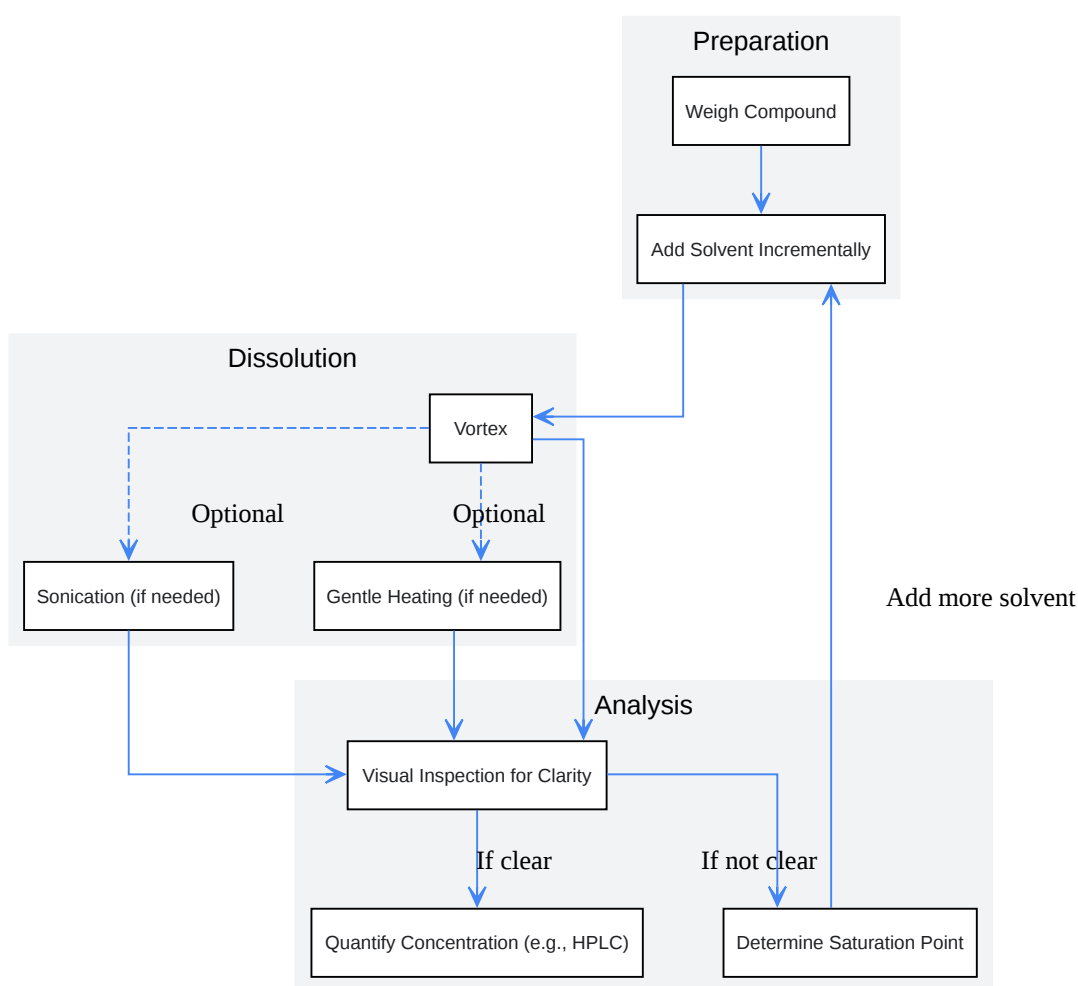 Preparation
Weigh Compound
Add Solvent Incrementally
Dissolution
Vortex
Optional
Optional
Sonication (if needed)
Gentle Heating (if needed)
Add more solvent
Analysis
Visual Inspection for Clarity
If clear
If not clear
Quantify Concentration (e.g., HPLC)
Determine Saturation Point